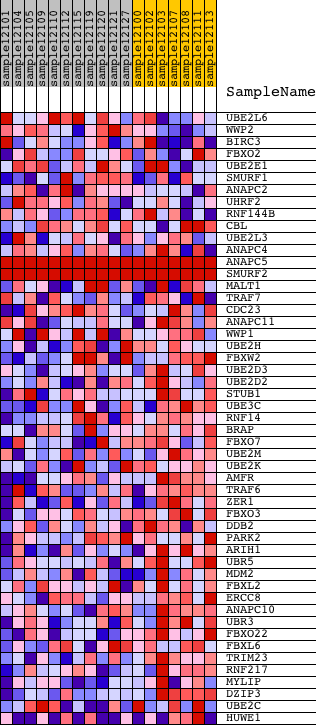 sample12101
sample12104
sample12105
sample12110
sample12112
sample12115
sample12120
sample12100
sample12102
sample12103
sample12107
sample12108
sample12111
SampleName
UBE2L6
WWP2
BIRC3
FBXO2
UBE2E1
SMURF1
ANAPC2
UHRF2
RNF144B
CBL
UBE2L3
ANAPC4
ANAPC5
SMURF2
MALT1
TRAF7
CDC23
ANAPC11
WWP1
UBE2H
FBXW2
UBE2D3
UBE2D2
STUB1
UBE3C
RNF14
BRAP
FBXO7
UBE2M
UBE2K
AMFR
TRAF6
ZER1
FBXO3
DDB2
PARK2
ARIH1
UBR5
MDM2
FBXL2
ERCC8
ANAPC10
UBR3
FBXO22
FBXL6
TRIM23
RNF217
MYLIP
DZIP3
UBE2C
HUWE1